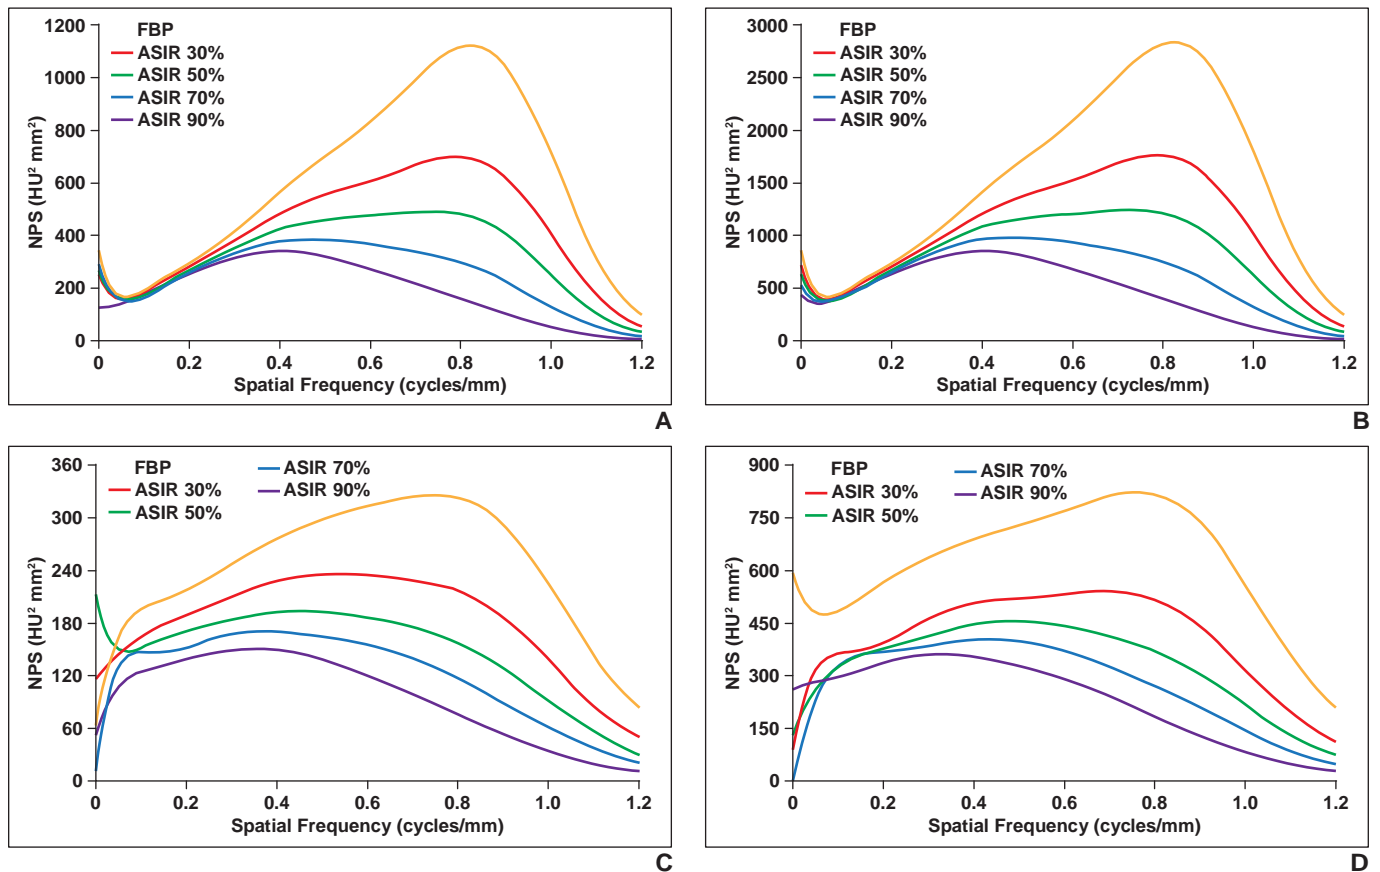 1200
1000
800
600
400
200
0
NPS (HU² mm²)
FBP
ASIR 30%
ASIR 50%
ASIR 70%
ASIR 90%
0 0.2 0.4 0.6 0.8 1.0 1.2
Spatial Frequency (cycles/mm)
A
3000
2500
2000
1500
1000
500
0
NPS (HU² mm²)
FBP
ASIR 30%
ASIR 50%
ASIR 70%
ASIR 90%
0 0.2 0.4 0.6 0.8 1.0 1.2
Spatial Frequency (cycles/mm)
B
360
300
240
180
120
60
0
NPS (HU² mm²)
FBP
ASIR 30%
ASIR 50%
ASIR 70%
ASIR 90%
0 0.2 0.4 0.6 0.8 1.0 1.2
Spatial Frequency (cycles/mm)
C
900
750
600
450
300
150
0
NPS (HU² mm²)
FBP
ASIR 30%
ASIR 50%
ASIR 70%
ASIR 90%
0 0.2 0.4 0.6 0.8 1.0 1.2
Spatial Frequency (cycles/mm)
D